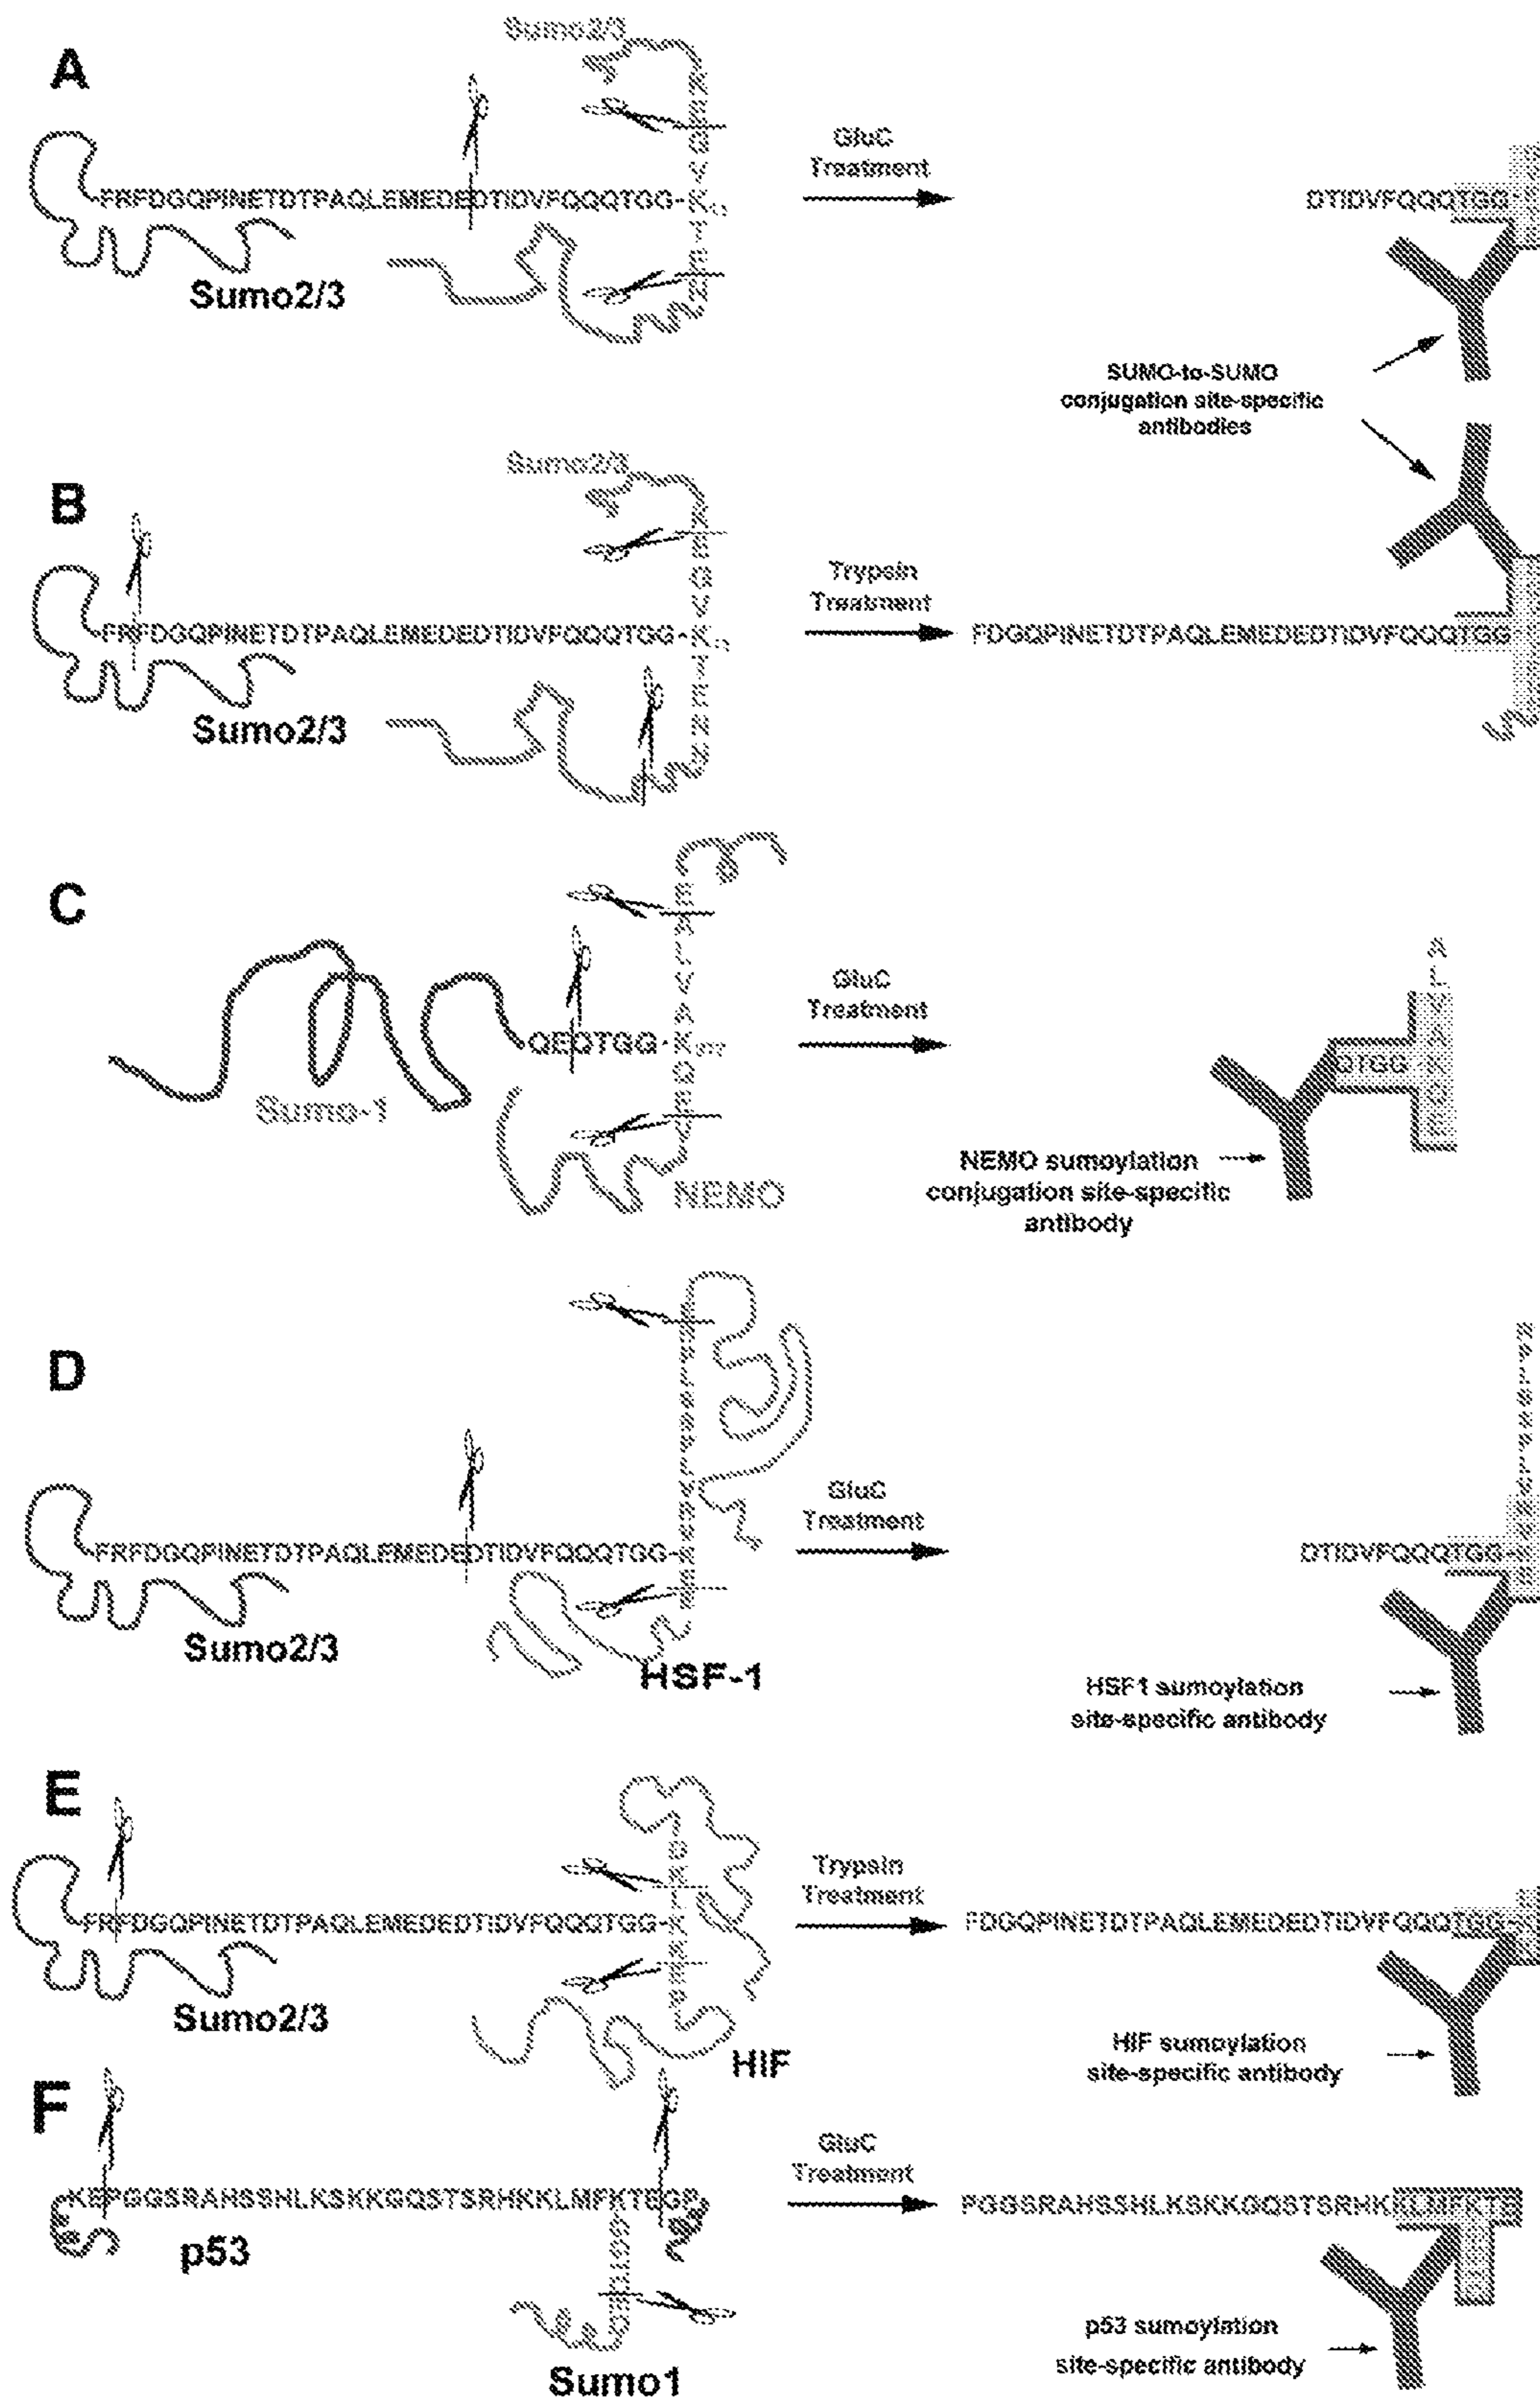 A
Sumo2/3
FRFDGQPINETDTPAQLEMEDEDTIDVFQQQTGG-
K
E
G
V
K
T
E
N
Sumo2/3
GluC
Treatment
DTIDVFQQQTGG
SUMO-to-SUMO
conjugation site-specific
antibodies
B
Sumo2/3
FRFDGQPINETDTPAQLEMEDEDTIDVFQQQTGG-
K
E
G
V
K
T
E
N
N
Sumo2/3
Trypsin
Treatment
FDGQPINETDTPAQLEMEDEDTIDVFQQQTGG
C
E
A
L
V
A
K
Q
E
V
QEQTGG-
Sumo-1
NEMO
GluC
Treatment
A
L
V
A
K
Q
E
QTGG
NEMO sumoylation
conjugation site-specific
antibody
D
FRFDGQPINETDTPAQLEMEDEDTIDVFQQQTGG-
Sumo2/3
HSF-1
GluC
Treatment
DTIDVFQQQTGG-
HSF1 sumoylation
site-specific antibody
E
FRFDGQPINETDTPAQLEMEDEDTIDVFQQQTGG-
D
K
Sumo2/3
HIF
Trypsin
Treatment
FDGQPINETDTPAQLEMEDEDTIDVFQQQTGG-
HIF sumoylation
site-specific antibody
F
KEPGGSRAHSSHLKSKKGQSTSRHKKLMFKTEGP
p53
Sumo1
GluC
Treatment
PGGSRAHSSHLKSKKGQSTSRHKKLMFKTE
p53 sumoylation
site-specific antibody